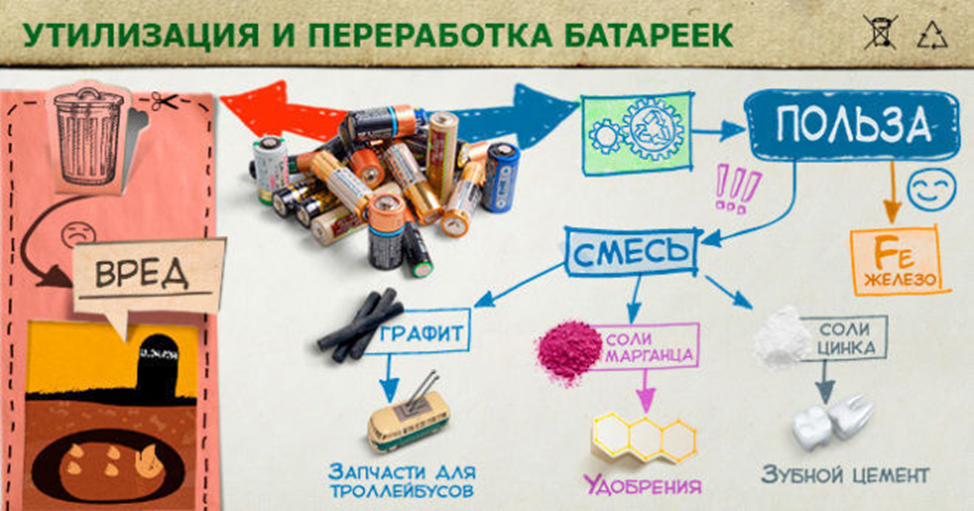 УТИЛИЗАЦИЯ И ПЕРЕРАБОТКА БАТАРЕЕК
ПОЛЬЗА
!!!
ВРЕД
СМЕСЬ
FE
ЖЕЛЕЗО
ГРАФИТ
СОЛИ
МАРГАНЦА
СОЛИ
ЦИНКА
ЗАПЧАСТИ ДЛЯ
ТРОЛЛЕЙБУСОВ
УДОБРЕНИЯ
ЗУБНОЙ ЦЕМЕНТ